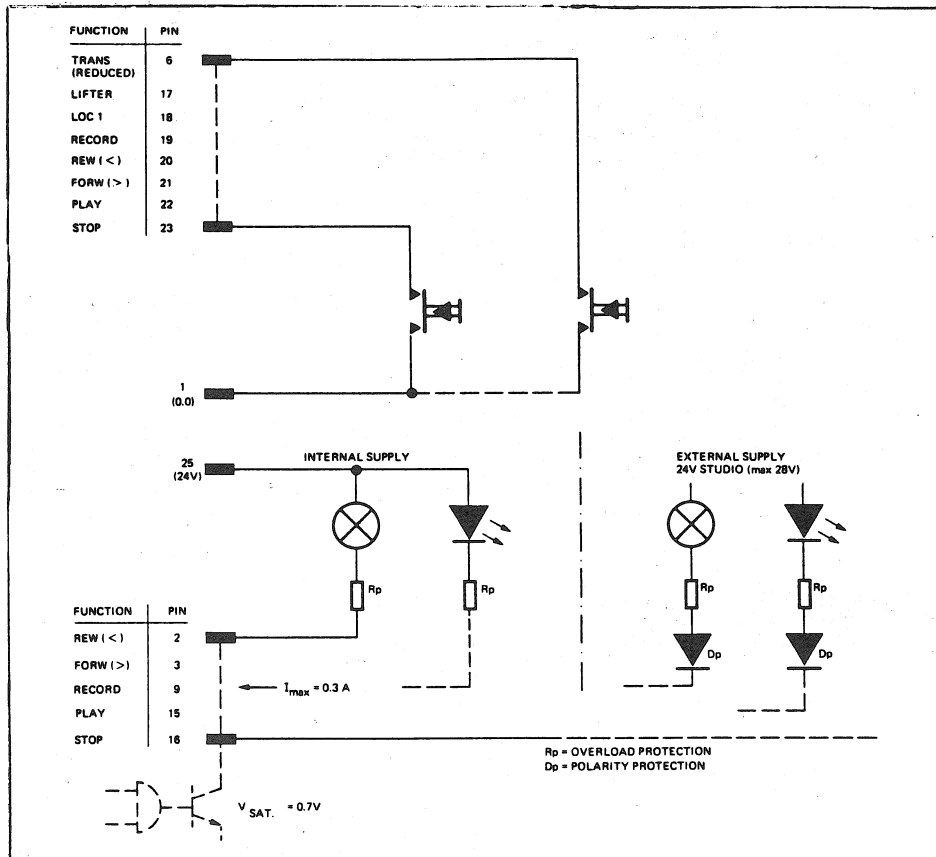 FUNCTION PIN
TRANS (REDUCED) 6
LIFTER 17
LOC 1 18
RECORD 19
REW (<) 20
FORW (>) 21
PLAY 22
STOP 23
1
(0.0)
25
(24V)
INTERNAL SUPPLY
EXTERNAL SUPPLY
24V STUDIO (max 28V)
Rp
Rp
Rp
Rp
Dp
Dp
FUNCTION PIN
REW (<) 2
FORW (>) 3
RECORD 9
PLAY 15
STOP 16
Imax = 0.3 A
Rp = OVERLOAD PROTECTION
Dp = POLARITY PROTECTION
V SAT. = 0.7V